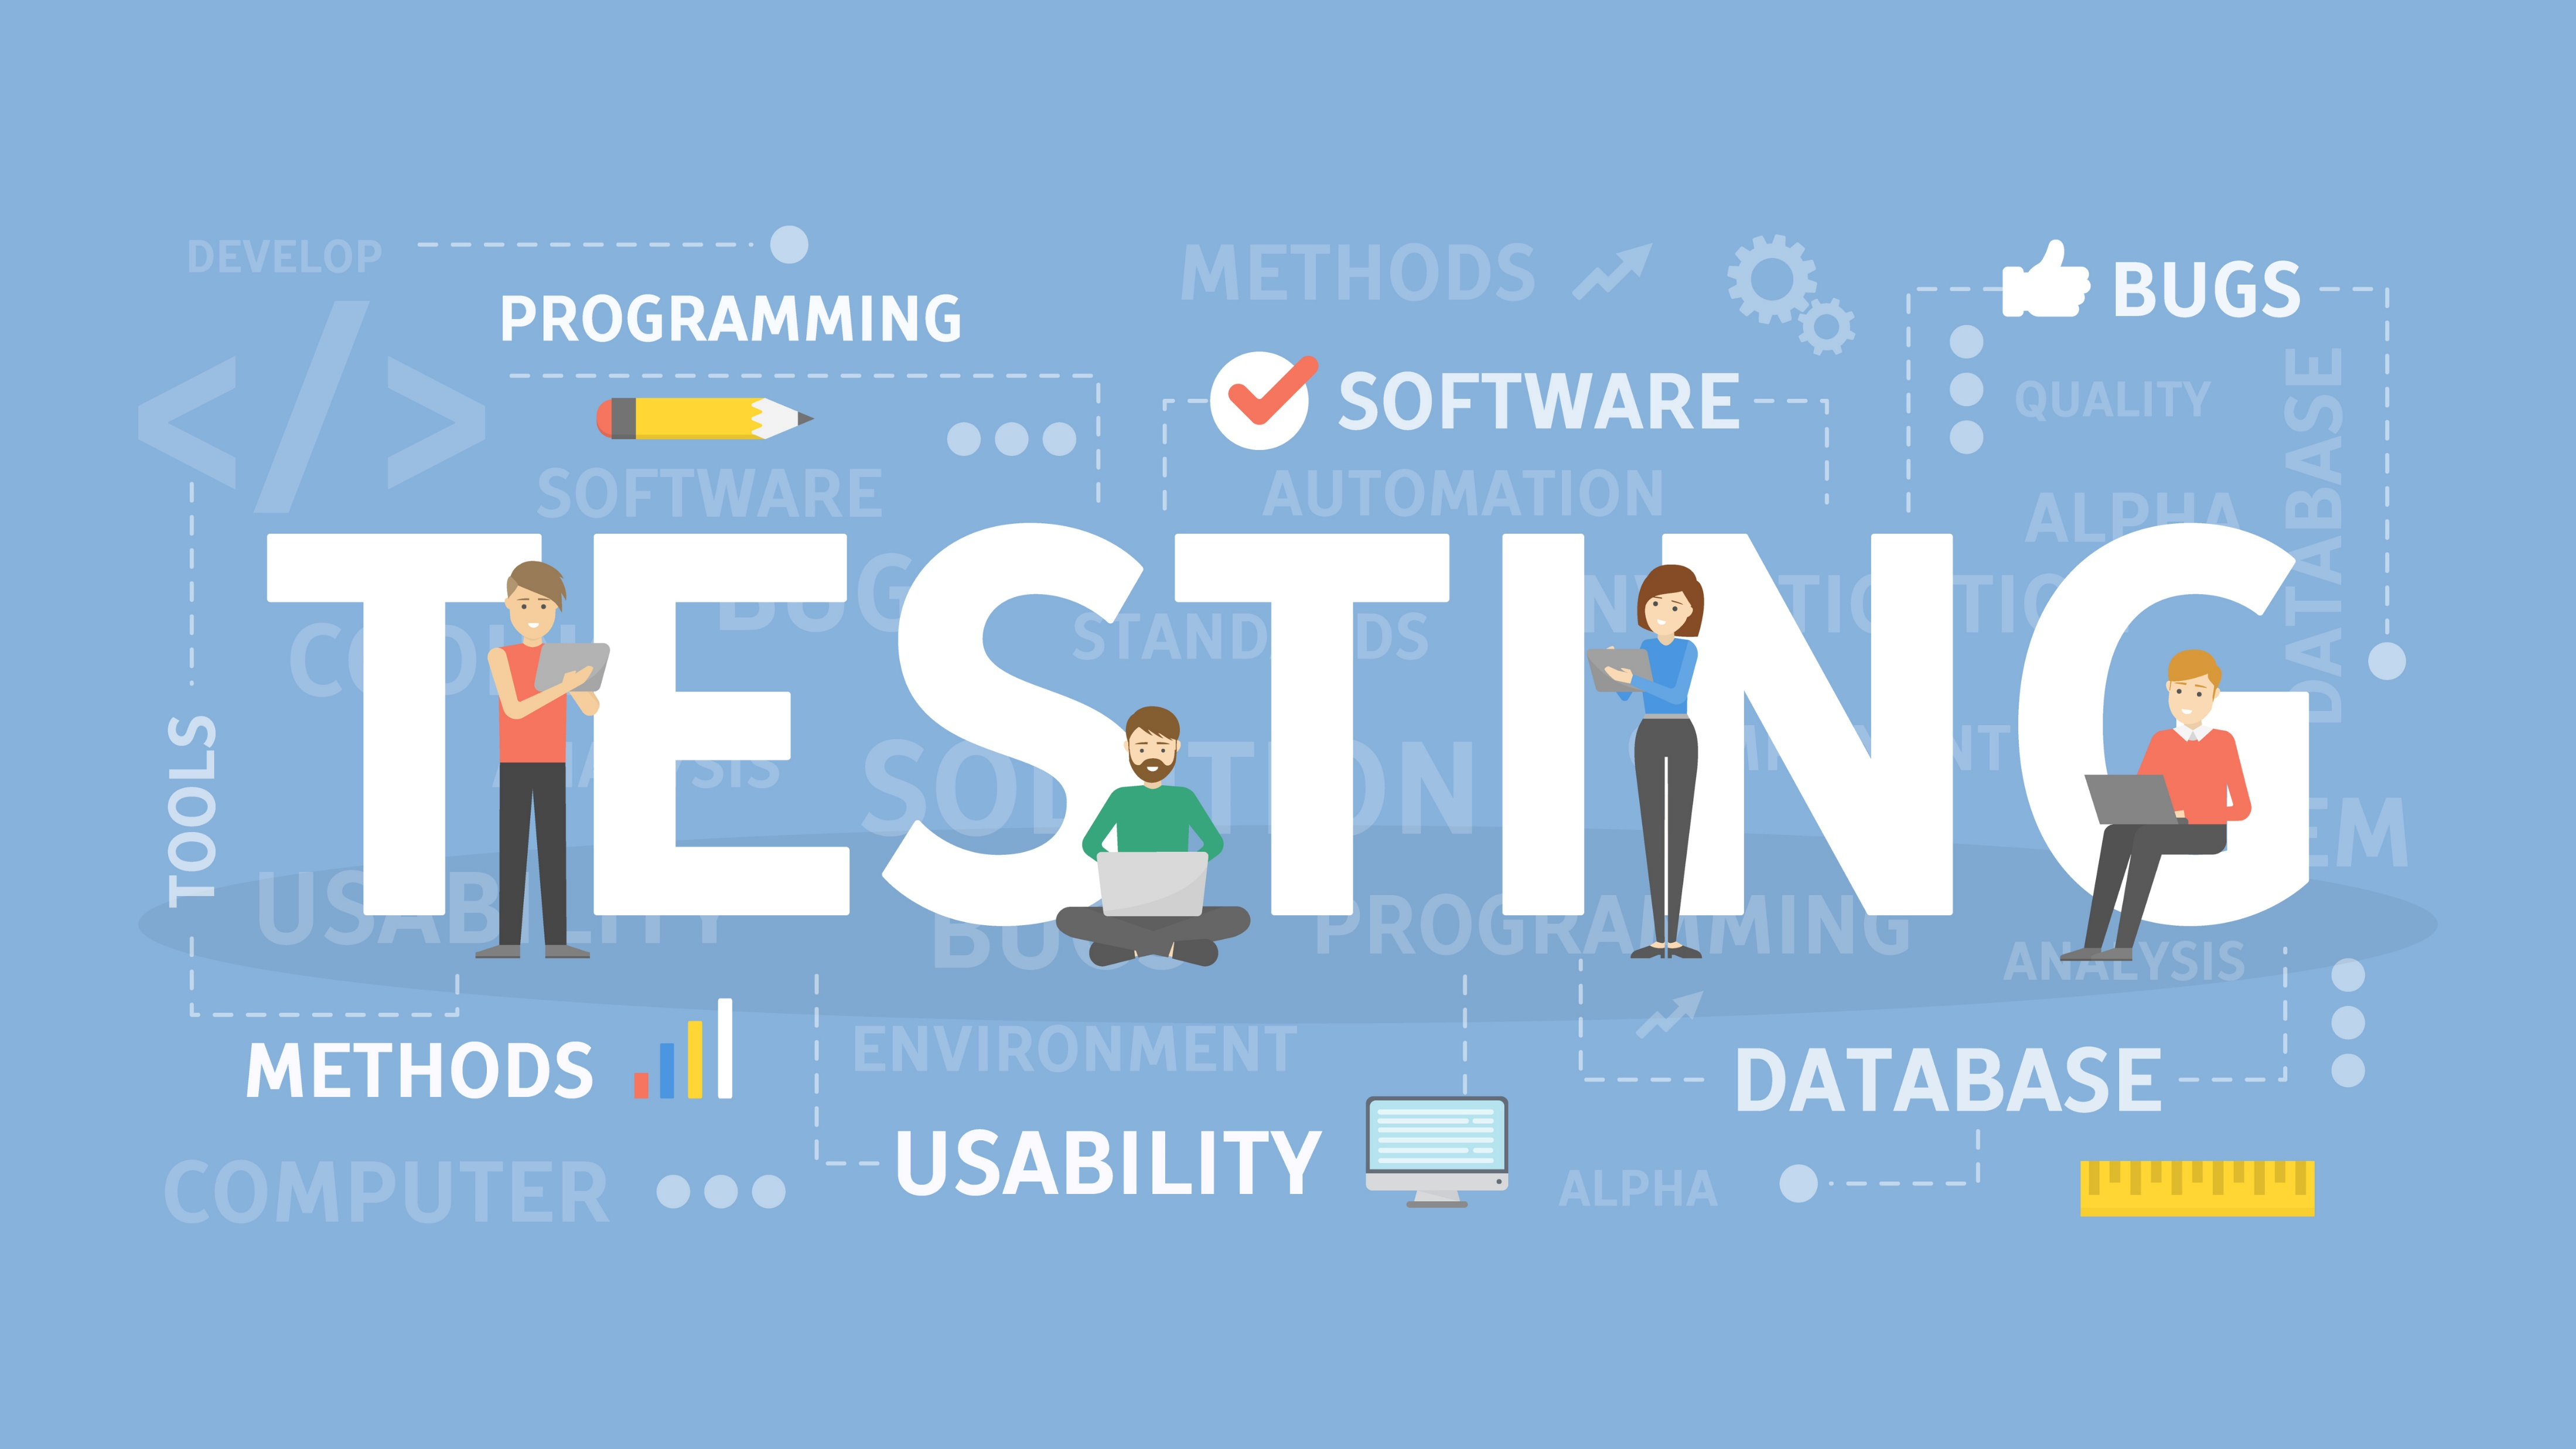 DEVELOP
METHODS
BUGS
PROGRAMMING
</>
SOFTWARE
QUALITY
DATABASE
SOFTWARE
AUTOMATION
ALPHA
TESTING
TOOLS
PROGRAMMING
ANALYSIS
METHODS
ENVIRONMENT
DATABASE
USABILITY
COMPUTER
ALPHA